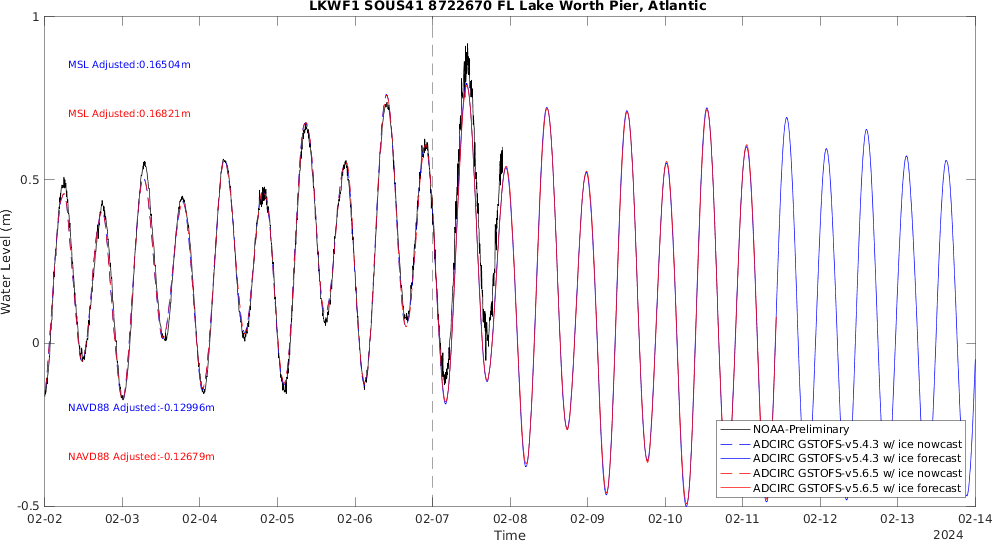 LKWF1 SOUS41 8722670 FL Lake Worth Pier, Atlantic
1
MSL Adjusted:0.16504
MSL Adjusted:0.16821
0.5
Water Level (m)
0
NAVD88 Adjusted:-0.12996m
NAVD88 Adjusted:-0.12679m
NOAA-Preliminary
ADCIRC GSTOFS-v5.4.3 w/ ice nowcast
ADCIRC GSTOFS-v5.4.3 w/ ice forecast
ADCIRC GSTOFS-v5.6.5 w/ ice nowcast
ADCIRC GSTOFS-v5.6.5 w/ ice forecast
-0.5
02-02 02-03 02-04 02-05 02-06 02-07 02-08 02-09 02-10 02-11 02-12 02-13 02-14
Time
2024